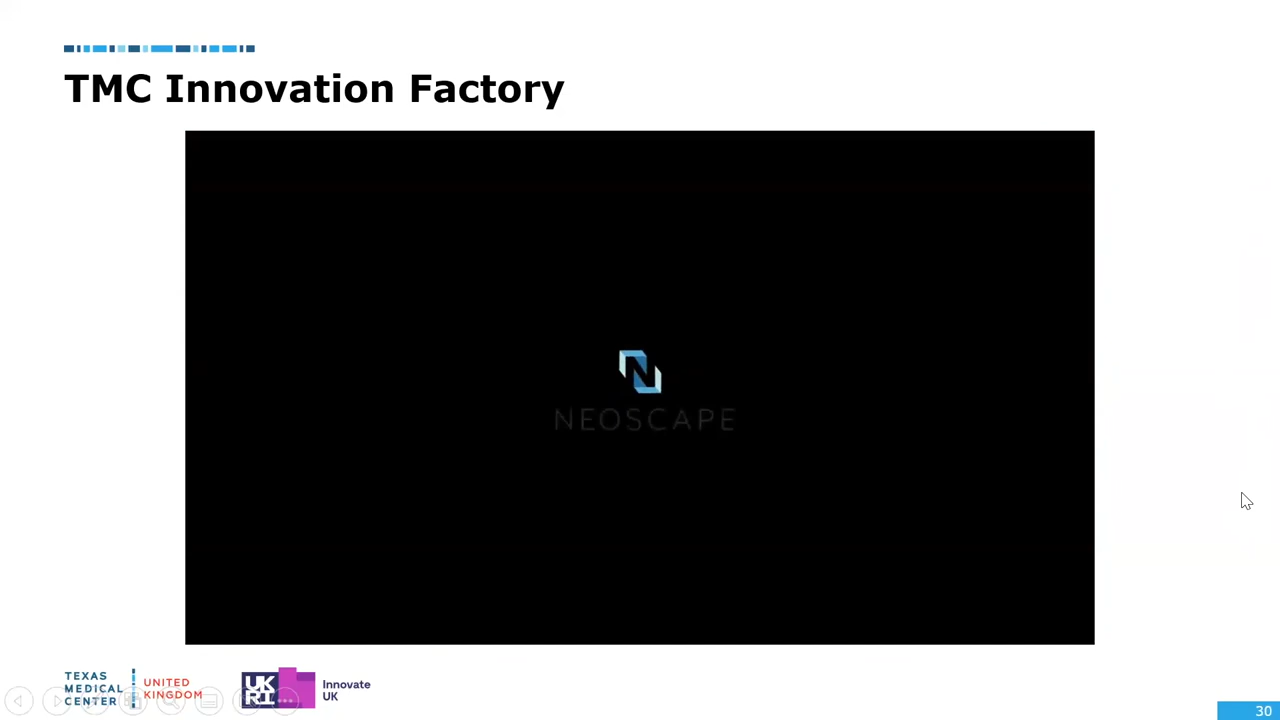 TMC Innovation Factory
NEOSCAPE
TEXAS
MEDICAL
CENTER
UNITED
KINGDOM
UK
RI
Innovate
UK
30